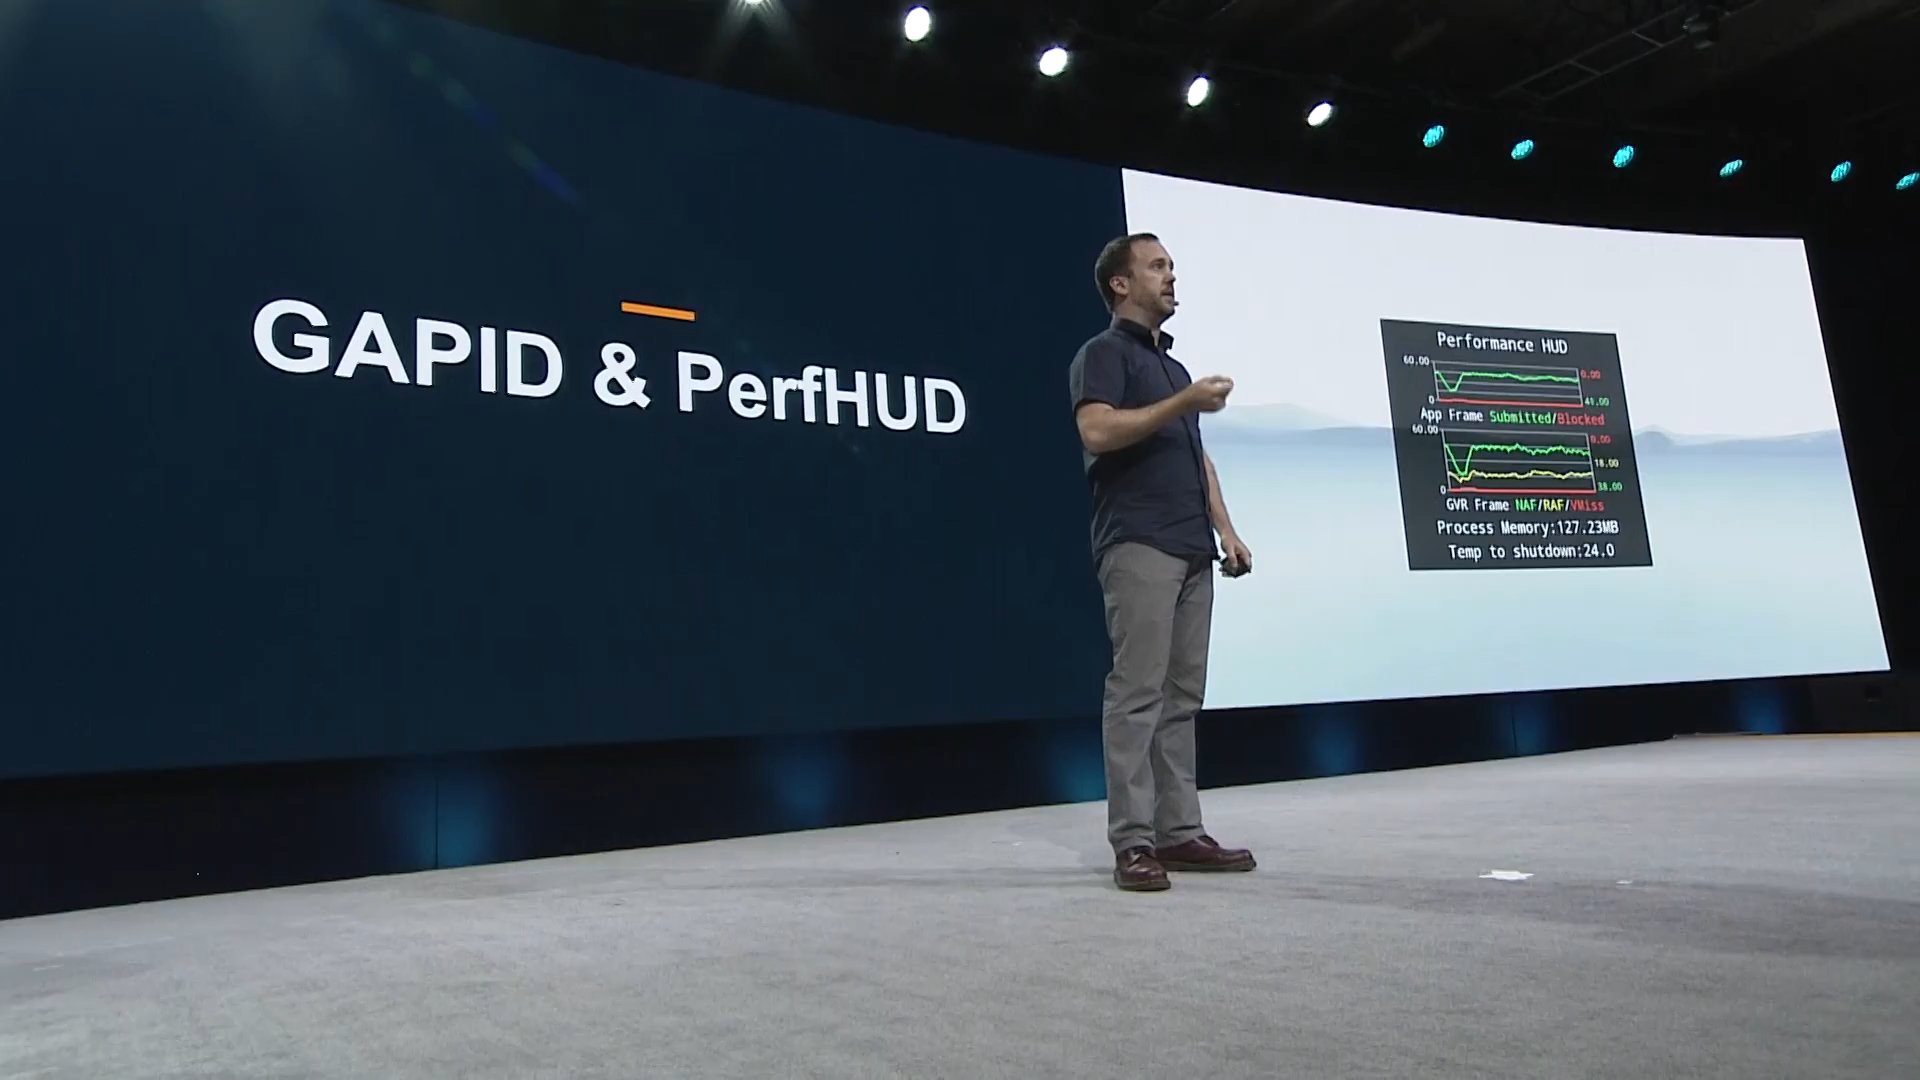 GAPID & PerfHUD
Performance HUD
60.00
0.00
0
41.00
App Frame Submitted/Blocked
60.00
0.00
18.00
0
38.00
GVR Frame NAF/RAF/VMiss
Process Memory:127.23MB
Temp to shutdown:24.0